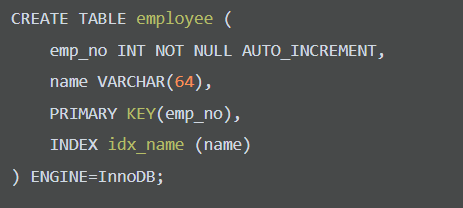 CREATE TABLE employee (
    emp_no INT NOT NULL AUTO_INCREMENT,
    name VARCHAR(64),
    PRIMARY KEY(emp_no),
    INDEX idx_name (name)
) ENGINE=InnoDB;